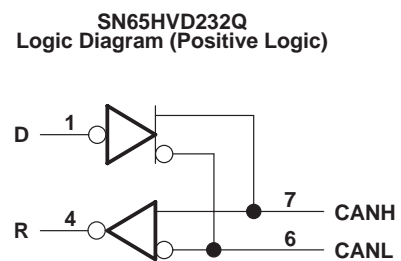 SN65HVD232Q
Logic Diagram (Positive Logic)
D 1
7 CANH
R 4
6 CANL